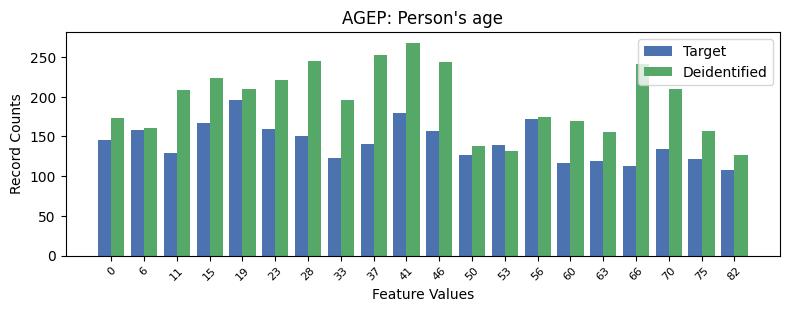 AGEP: Person's age
Target
Deidentified
Record Counts
250
200
150
100
50
0
0 6 11 15 19 23 28 33 37 41 46 50 53 56 60 63 66 70 75 82
Feature Values